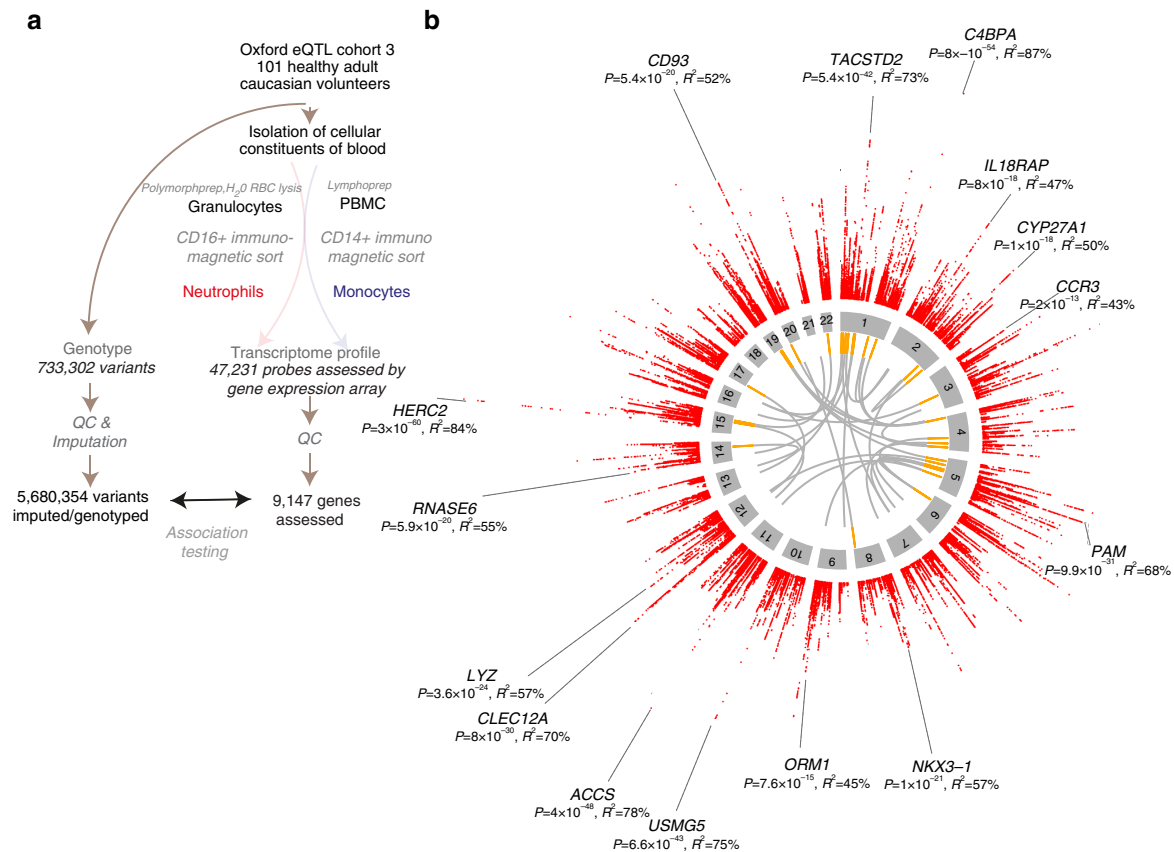 a
Oxford eQTL cohort 3
101 healthy adult
caucasian volunteers
Isolation of cellular
constituents of blood
Polymorphprep,H₂0 RBC lysis
Granulocytes
Lymphoprep
PBMC
CD16+ immuno-
magnetic sort
CD14+ immuno
magnetic sort
Neutrophils
Monocytes
Genotype
733,302 variants
Transcriptome profile
47,231 probes assessed by
gene expression array
QC &
Imputation
QC
5,680,354 variants
imputed/genotyped
9,147 genes
assessed
Association
testing
b
CD93
P=5.4×10⁻²⁰, R²=52%
TACSTD2
P=5.4×10⁻⁴², R²=73%
C4BPA
P=8×–10⁻⁵⁴, R²=87%
IL18RAP
P=8×10⁻¹⁸, R²=47%
CYP27A1
P=1×10⁻¹⁸, R²=50%
CCR3
P=2×10⁻¹³, R²=43%
HERC2
P=3×10⁻⁶⁰, R²=84%
RNASE6
P=5.9×10⁻²⁰, R²=55%
PAM
P=9.9×10⁻³¹, R²=68%
LYZ
P=3.6×10⁻²⁴, R²=57%
CLEC12A
P=8×10⁻³⁰, R²=70%
ACCS
P=4×10⁻⁴⁸, R²=78%
USMG5
P=6.6×10⁻⁴³, R²=75%
ORM1
P=7.6×10⁻¹⁵, R²=45%
NKX3–1
P=1×10⁻²¹, R²=57%
1
2
3
4
5
6
7
8
9
10
11
12
13
14
15
16
17
18
19
20
21
22